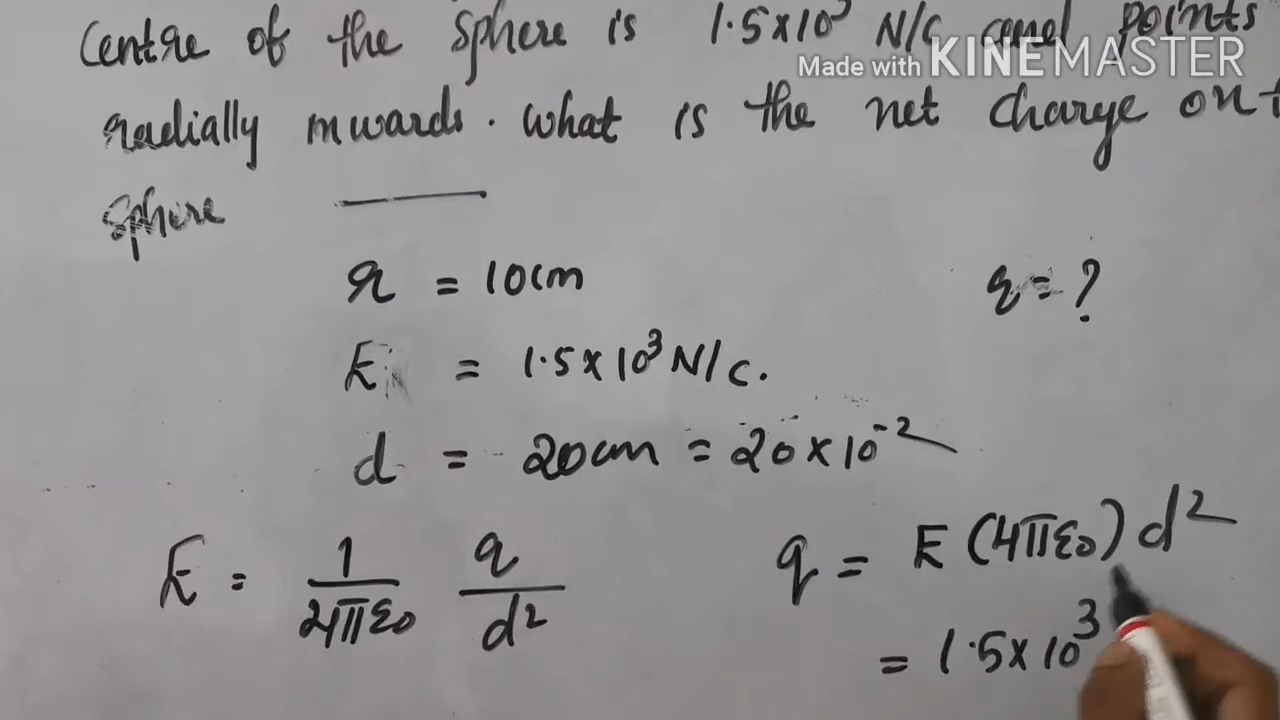 Centre of the sphere is 1.5×10³ N/C and points
Made with KINEMASTER
radially inwards. what is the net charge on t
sphere
r = 10cm
q = ?
E = 1.5×10³ N/C.
d = 20cm = 20×10⁻²
E = 1/4πε₀ q/d²
q = E (4πε₀) d²
= 1.5×10³